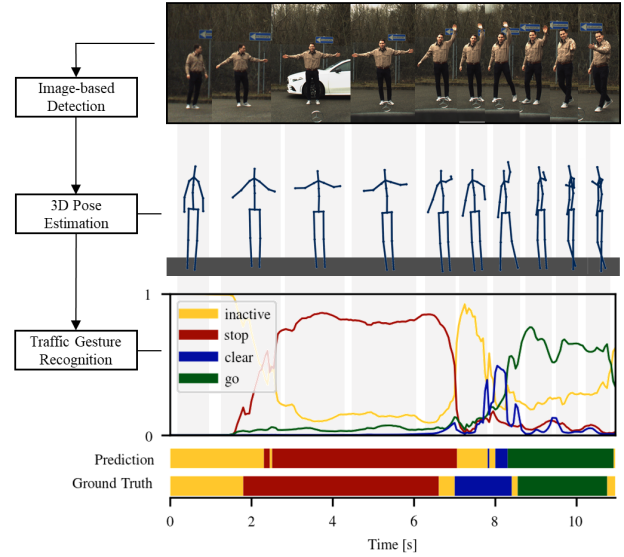 Image-based
Detection
3D Pose
Estimation
Traffic Gesture
Recognition
1
0
inactive
stop
clear
go
Prediction
Ground Truth
0 2 4 6 8 10
Time [s]